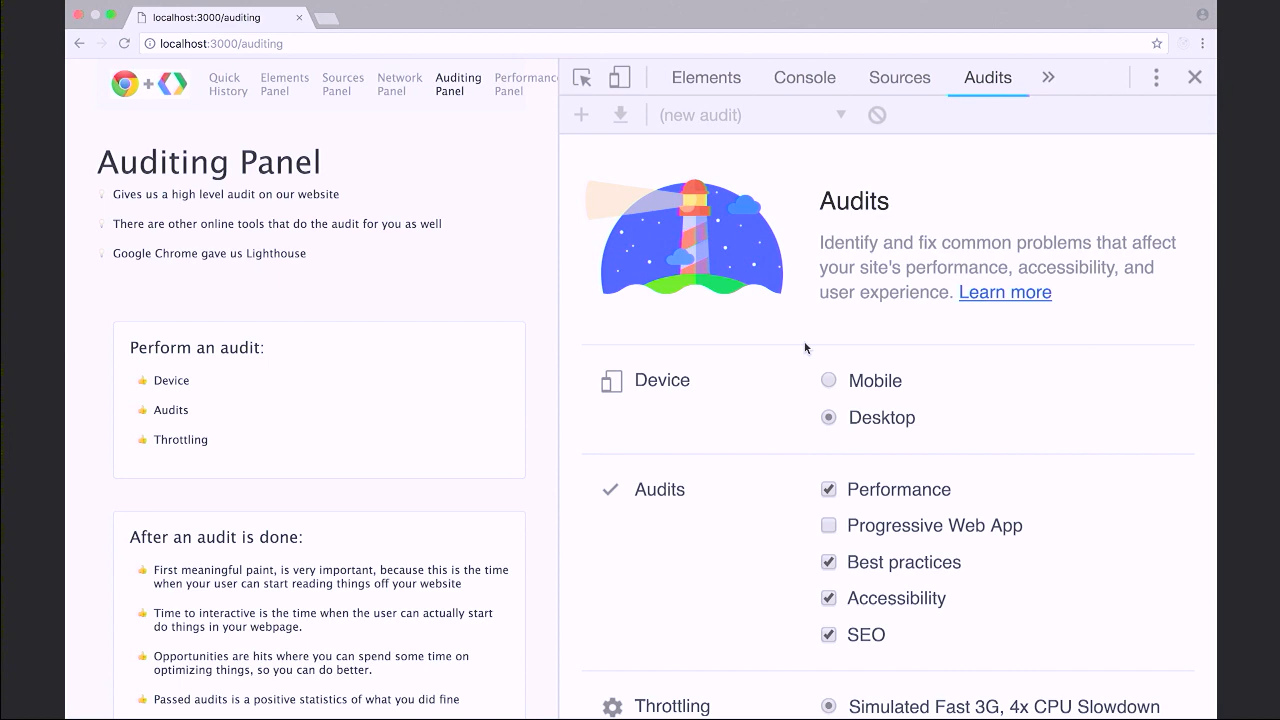 localhost:3000/auditing
localhost:3000/auditing
Quick History
Elements Panel
Sources Panel
Network Panel
Auditing Panel
Performance Panel
Auditing Panel
Gives us a high level audit on our website
There are other online tools that do the audit for you as well
Google Chrome gave us Lighthouse
Perform an audit:
Device
Audits
Throttling
After an audit is done:
First meaningful paint, is very important, because this is the time
when your user can start reading things off your website
Time to interactive is the time when the user can actually start
do things in your webpage.
Opportunities are hits where you can spend some time on
optimizing things, so you can do better.
Passed audits is a positive statistics of what you did fine
Elements
Console
Sources
Audits
(new audit)
Audits
Identify and fix common problems that affect
your site's performance, accessibility, and
user experience. Learn more
Device
Mobile
Desktop
Audits
Performance
Progressive Web App
Best practices
Accessibility
SEO
Throttling
Simulated Fast 3G, 4x CPU Slowdown